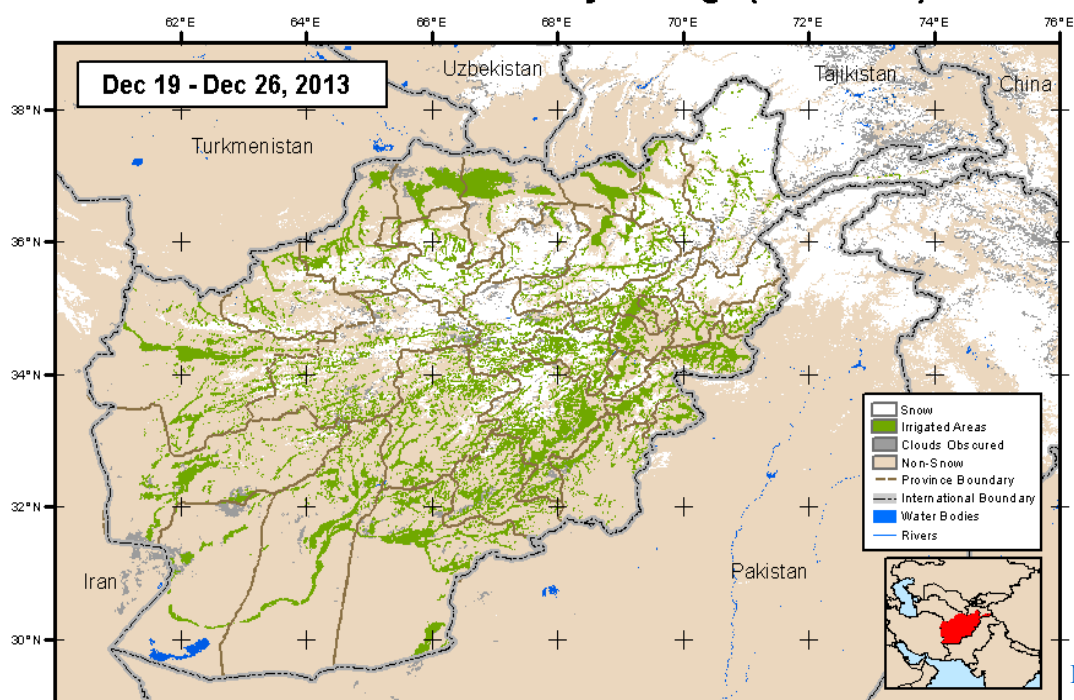 62°E 64°E 66°E 68°E 70°E 72°E 74°E 76°E
Dec 19 - Dec 26, 2013
Uzbekistan
Tajikistan
China
38°N
Turkmenistan
36°N
34°N
Snow
Irrigated Areas
Clouds Obscured
Non-Snow
Province Boundary
International Boundary
Water Bodies
Rivers
32°N
Iran
Pakistan
30°N